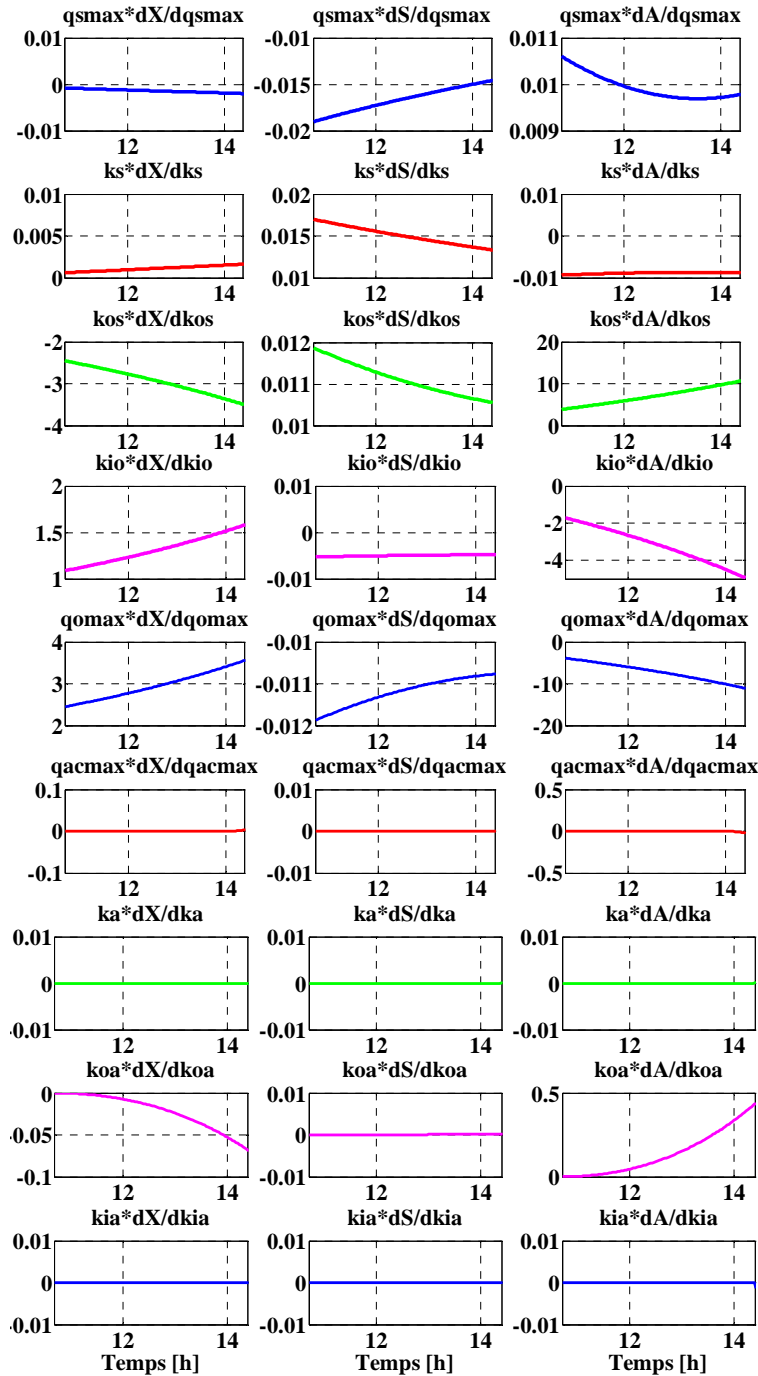 qsmax*dX/dqsmax qsmax*dS/dqsmax qsmax*dA/dqsmax
0.01 -0.01 0.011
0 -0.015 0.01
-0.01 -0.02 0.009
12 14 12 14 12 14
ks*dX/dks ks*dS/dks ks*dA/dks
0.01 0.02 0.01
0.005 0.015 0
0 0.01 -0.01
12 14 12 14 12 14
kos*dX/dkos kos*dS/dkos kos*dA/dkos
-2 0.012 20
-3 0.011 10
-4 0.01 0
12 14 12 14 12 14
kio*dX/dkio kio*dS/dkio kio*dA/dkio
2 0.01 0
1.5 0 -2
1 -0.01 -4
12 14 12 14 12 14
qomax*dX/dqomax qomax*dS/dqomax qomax*dA/dqomax
4 -0.01 0
3 -0.011 -10
2 -0.012 -20
12 14 12 14 12 14
qacmax*dX/dqacmax qacmax*dS/dqacmax qacmax*dA/dqacmax
0.1 0.01 0.5
0 0 0
-0.1 -0.01 -0.5
12 14 12 14 12 14
ka*dX/dka ka*dS/dka ka*dA/dka
0.01 0.01 0.01
0 0 0
-0.01 -0.01 -0.01
12 14 12 14 12 14
koa*dX/dkoa koa*dS/dkoa koa*dA/dkoa
0 0.01 0.5
-0.05 0
-0.1 -0.01 0
12 14 12 14 12 14
kia*dX/dkia kia*dS/dkia kia*dA/dkia
0.01 0.01 0.01
0 0 0
-0.01 -0.01 -0.01
12 14 12 14 12 14
Temps [h] Temps [h] Temps [h]